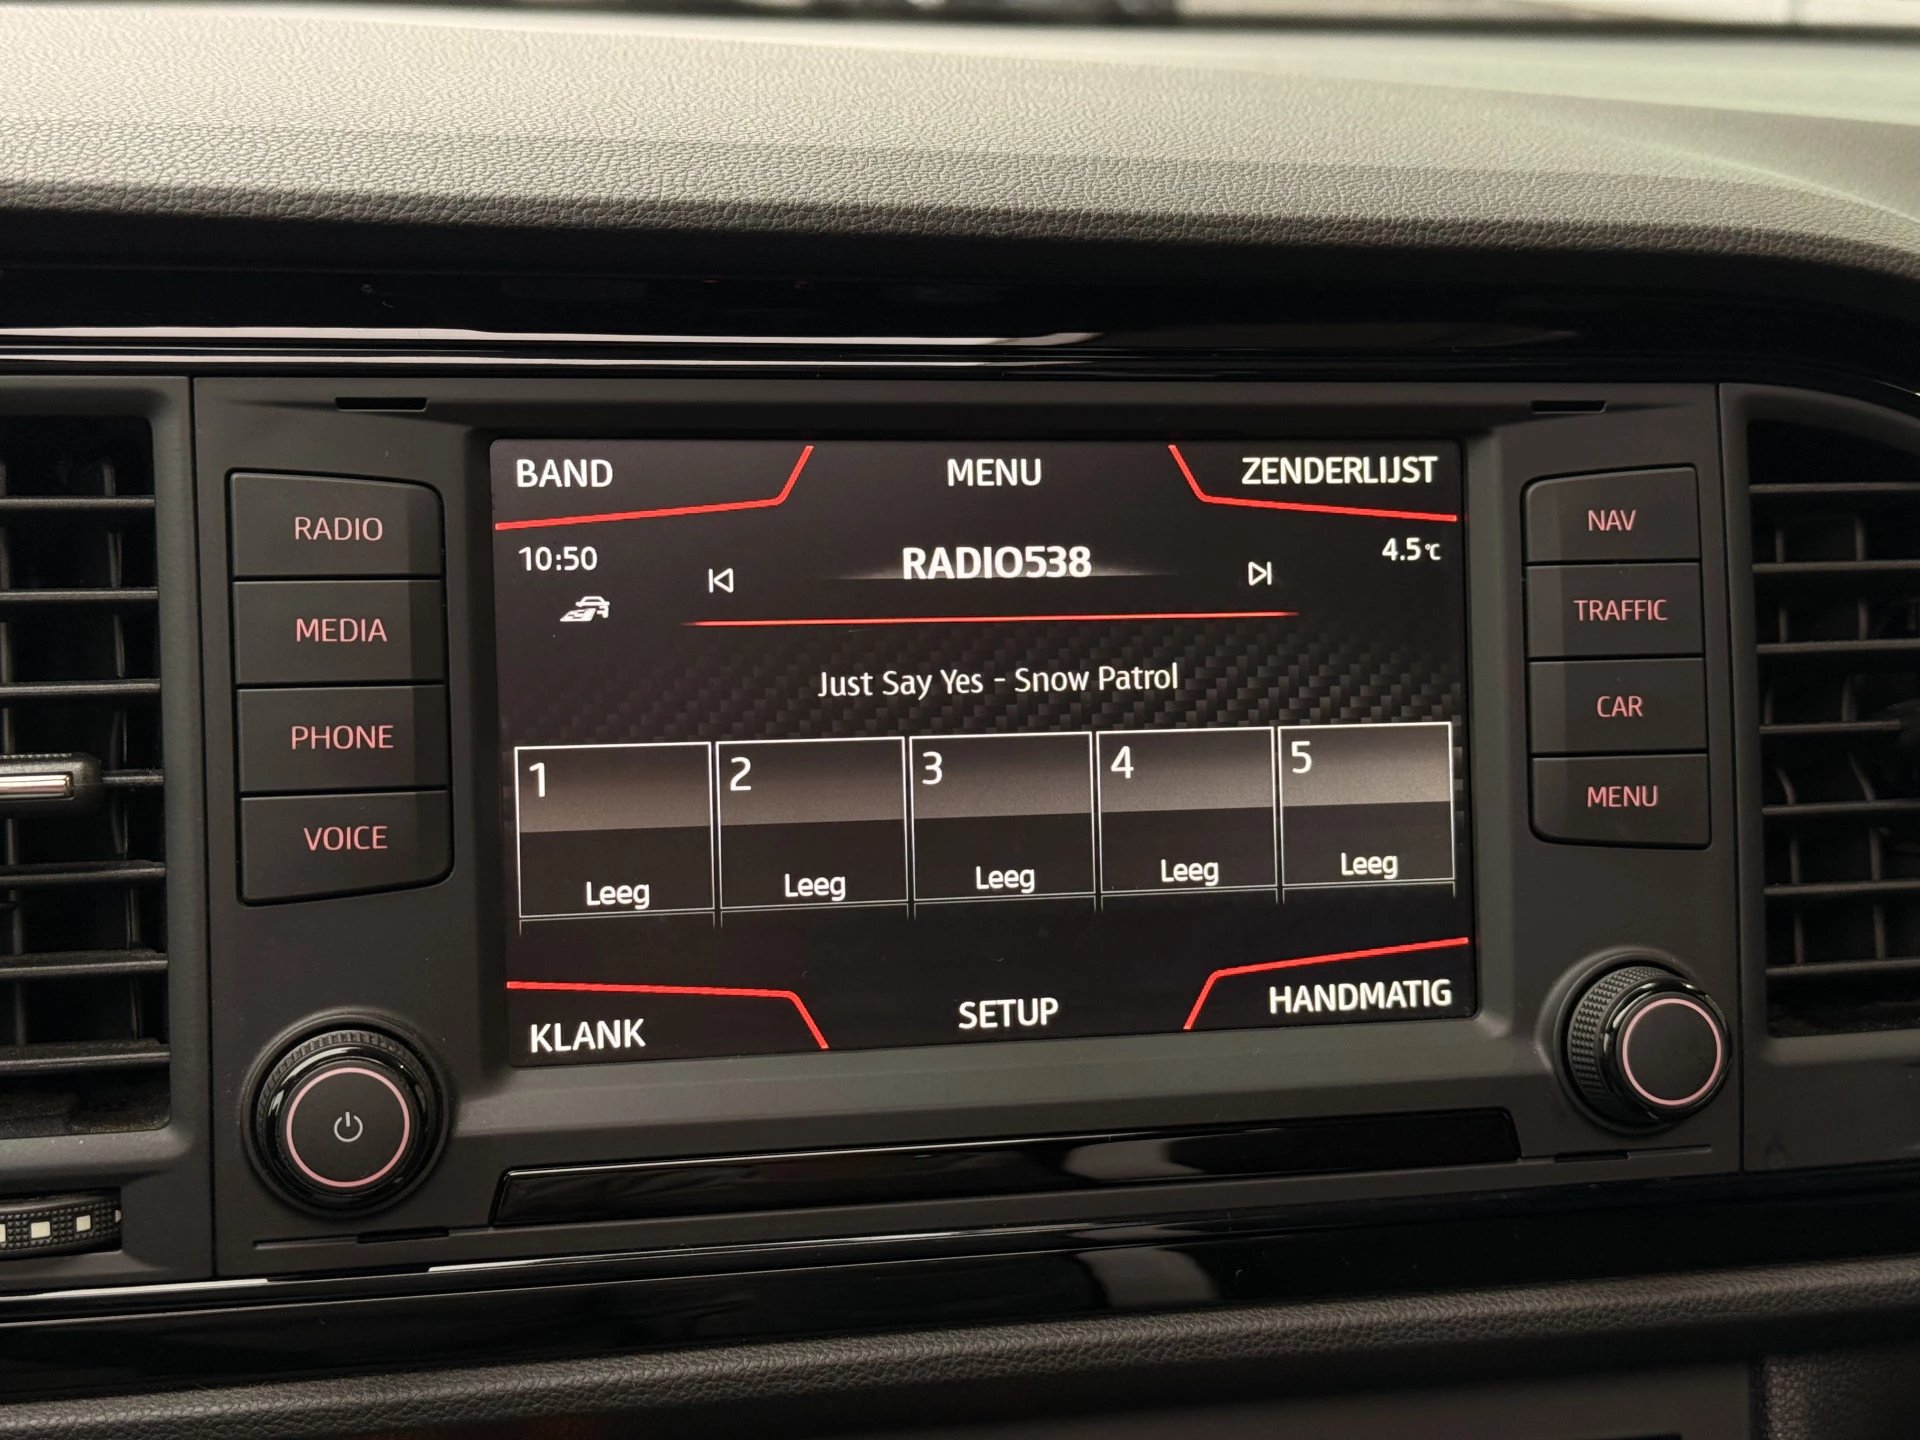 BAND MENU ZENDERLIJST
10:50 RADIO538 4.5°C
Just Say Yes - Snow Patrol
1 2 3 4 5
Leeg Leeg Leeg Leeg Leeg
KLANK SETUP HANDMATIG
RADIO
MEDIA
PHONE
VOICE
NAV
TRAFFIC
CAR
MENU